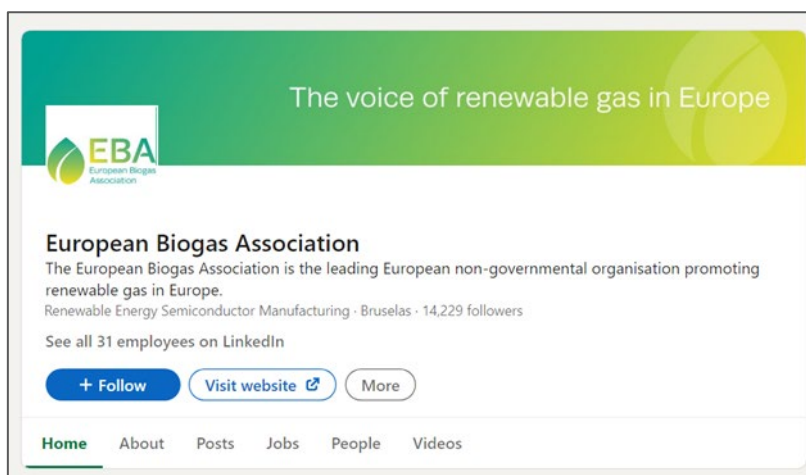 The voice of renewable gas in Europe
EBA
European Biogas
Association
European Biogas Association
The European Biogas Association is the leading European non-governmental organisation promoting
renewable gas in Europe.
Renewable Energy Semiconductor Manufacturing · Bruselas · 14,229 followers
See all 31 employees on LinkedIn
+ Follow
Visit website
More
Home
About
Posts
Jobs
People
Videos